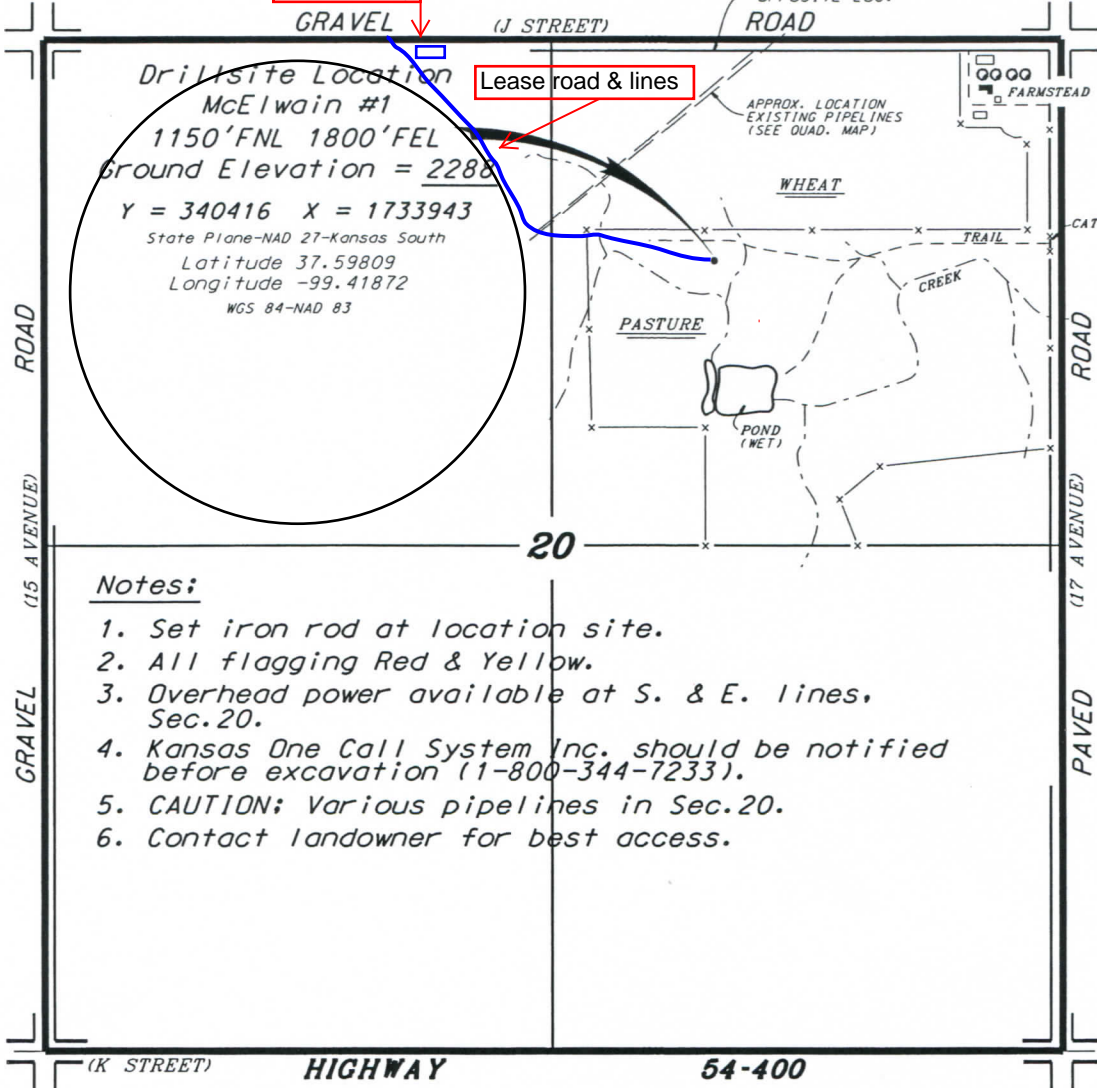 OPPOSITE ESU.
GRAVEL (J STREET) ROAD
Drillsite Location
McElwain #1
1150'FNL 1800'FEL
Ground Elevation = 2288
Y = 340416 X = 1733943
State Plane-NAD 27-Kansas South
Latitude 37.59809
Longitude -99.41872
WGS 84-NAD 83
Lease road & lines
APPROX. LOCATION
EXISTING PIPELINES
(SEE QUAD. MAP)
FARMSTEAD
WHEAT
CAT
TRAIL
CREEK
PASTURE
POND
(WET)
ROAD
(15 AVENUE)
GRAVEL
ROAD
(17 AVENUE)
PAVED
20
Notes:
1. Set iron rod at location site.
2. All flagging Red & Yellow.
3. Overhead power available at S. & E. lines,
Sec.20.
4. Kansas One Call System Inc. should be notified
before excavation (1-800-344-7233).
5. CAUTION: Various pipelines in Sec.20.
6. Contact landowner for best access.
(K STREET) HIGHWAY 54-400